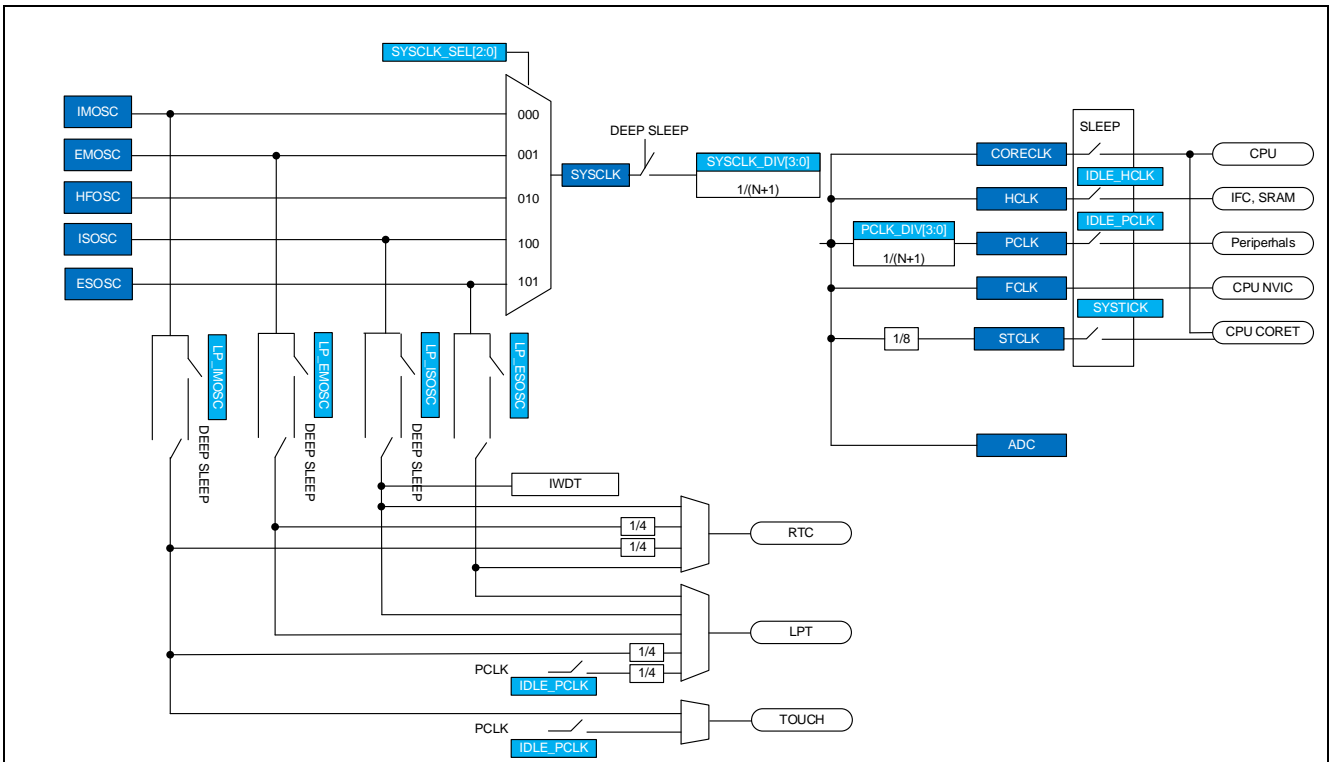 SYSCLK_SEL[2:0]
IMOSC
000
SLEEP
DEEP SLEEP
EMOSC
001
SYSCLK_DIV[3:0]
CORECLK
CPU
SYSCLK
IDLE_HCLK
1/(N+1)
HFOSC
010
HCLK
IFC, SRAM
IDLE_PCLK
PCLK_DIV[3:0]
ISOSC
100
PCLK
Periperhals
1/(N+1)
ESOSC
101
FCLK
CPU NVIC
SYSTICK
1/8
STCLK
CPU CORET
LP_IMOSC
LP_EMOSC
LP_ISOSC
LP_ESOSC
DEEP SLEEP
DEEP SLEEP
DEEP SLEEP
ADC
IWDT
1/4
RTC
1/4
LPT
1/4
PCLK
1/4
IDLE_PCLK
TOUCH
PCLK
IDLE_PCLK